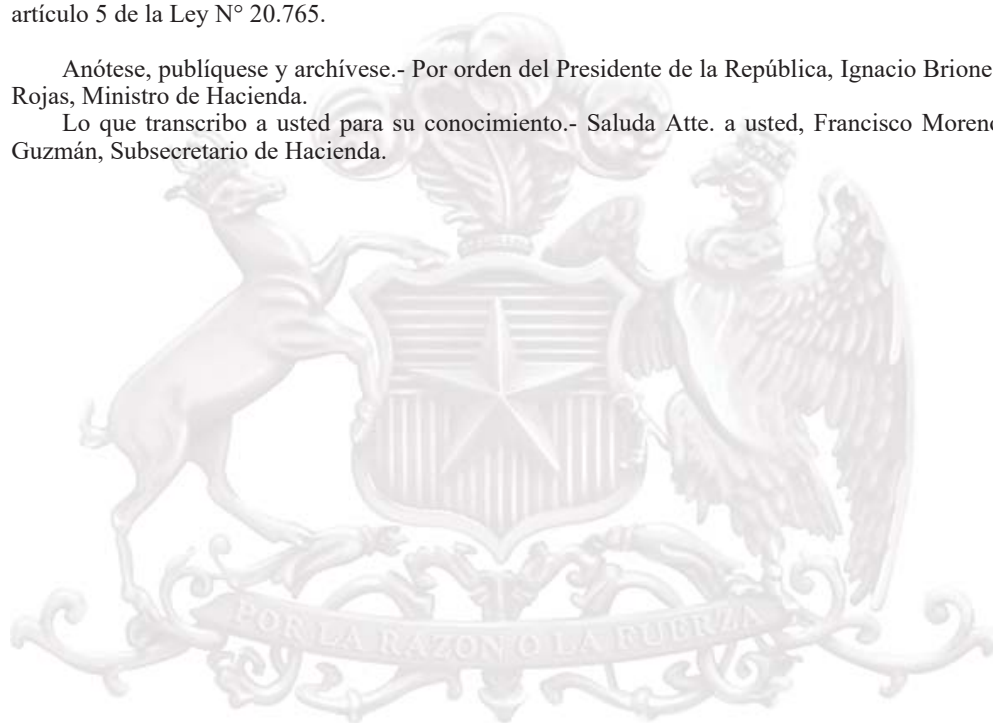 artículo 5 de la Ley N° 20.765.
Anótese, publíquese y archívese.- Por orden del Presidente de la República, Ignacio Brione
Rojas, Ministro de Hacienda.
Lo que transcribo a usted para su conocimiento.- Saluda Atte. a usted, Francisco Moreno
Guzmán, Subsecretario de Hacienda.
POR LA RAZON O LA FUERZA